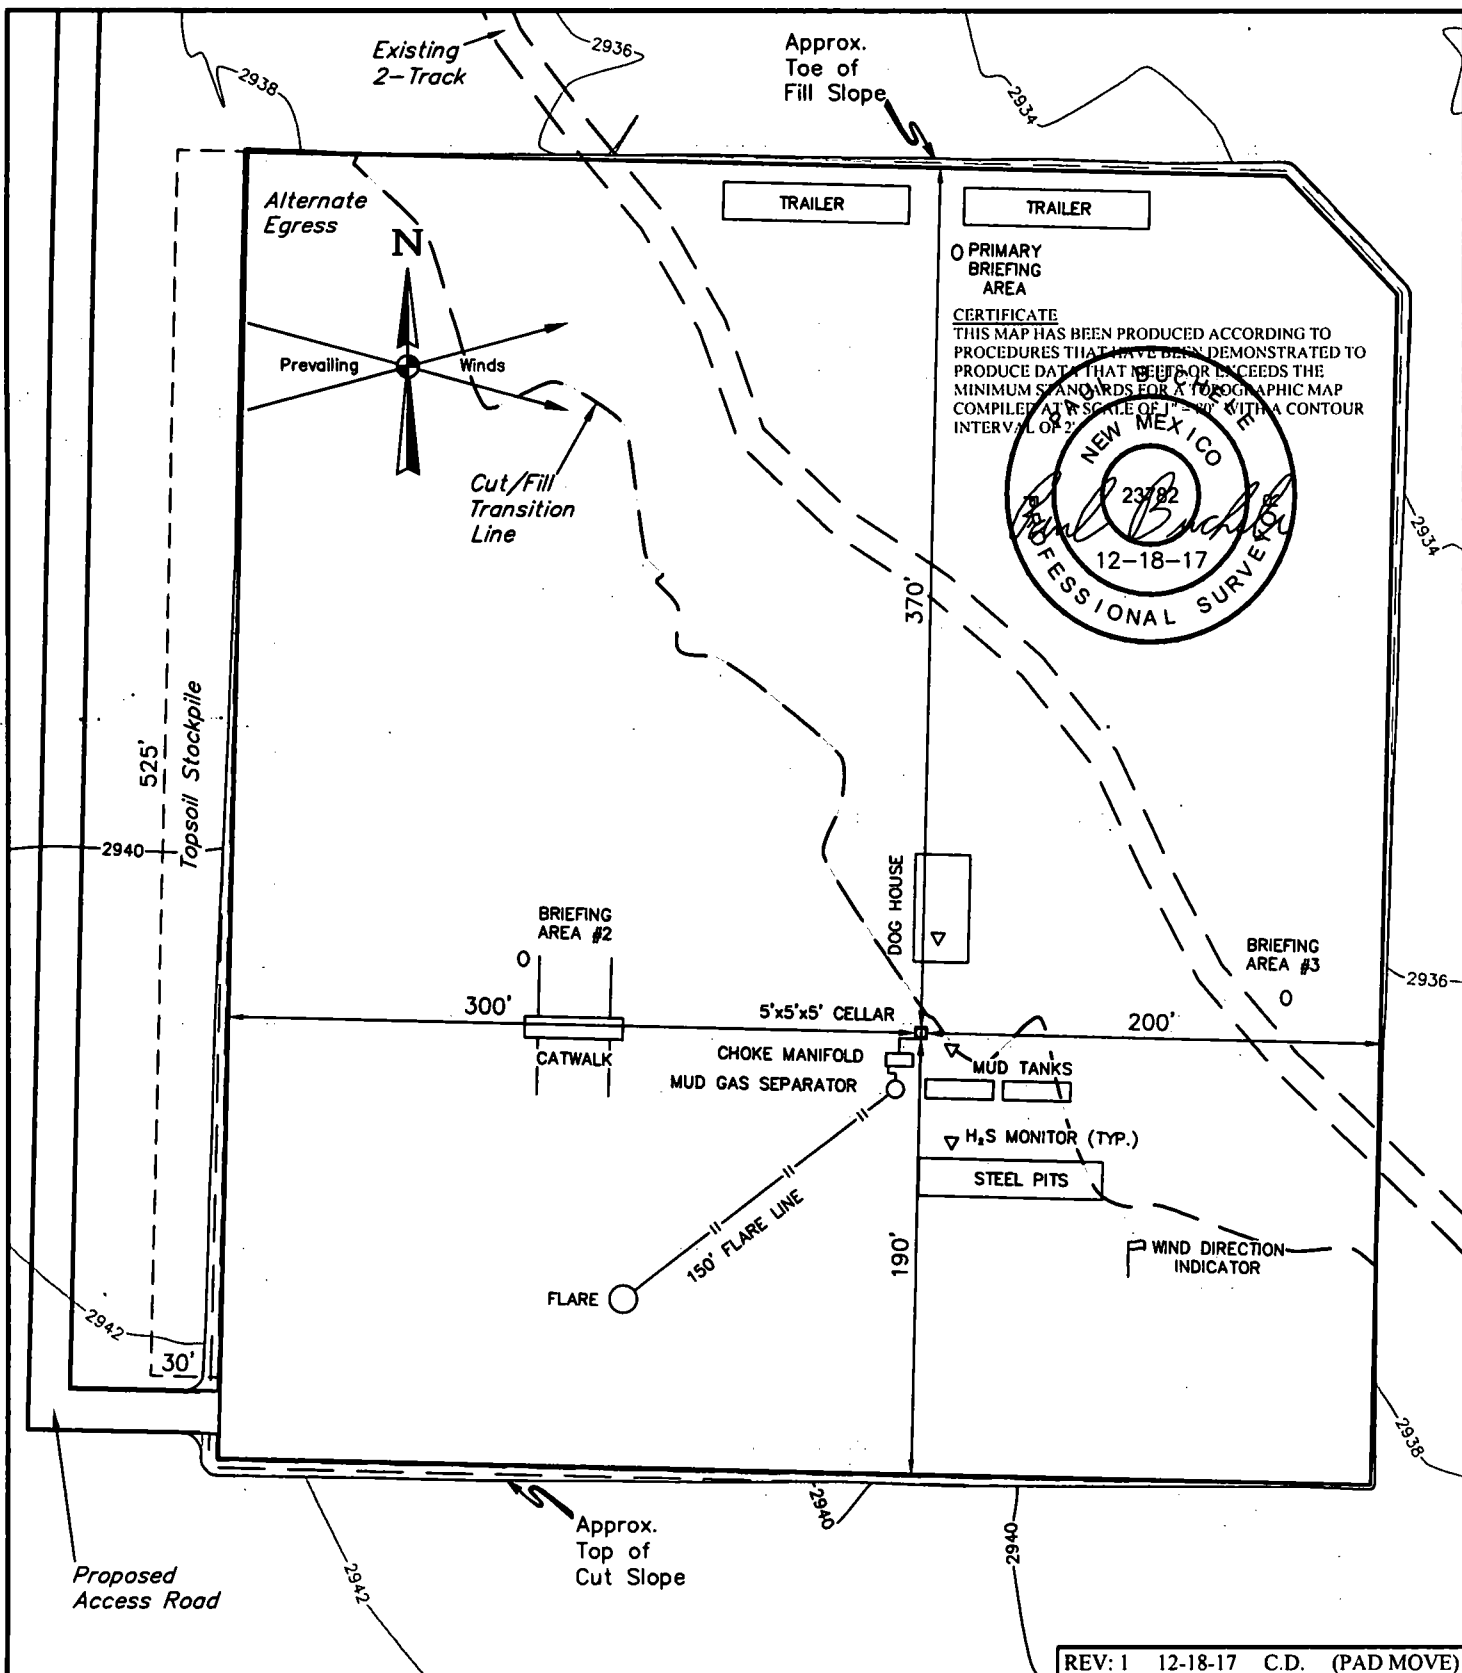 Existing
2-Track
2936
Approx.
Toe of
Fill Slope
2938
2934
Alternate
Egress
N
TRAILER
TRAILER
PRIMARY
BRIEFING
AREA
Prevailing
Winds
CERTIFICATE
THIS MAP HAS BEEN PRODUCED ACCORDING TO
PROCEDURES THAT HAVE BEEN DEMONSTRATED TO
PRODUCE DATA THAT MEETS OR EXCEEDS THE
MINIMUM STANDARDS FOR A TOPOGRAPHIC MAP
COMPILED AT A SCALE OF 1" = WITH A CONTOUR
INTERVAL OF 2'
PAUL BUCHELE
NEW MEXICO
23782
Paul Buchele
12-18-17
PROFESSIONAL SURVEYOR
Cut/Fill
Transition
Line
2934
370'
525'
Topsoil Stockpile
2940
DOG HOUSE
BRIEFING
AREA #2
BRIEFING
AREA #3
2936
300'
5'x5'x5' CELLAR
200'
CATWALK
CHOKE MANIFOLD
MUD TANKS
MUD GAS SEPARATOR
H₂S MONITOR (TYP.)
STEEL PITS
150' FLARE LINE
190'
WIND DIRECTION
INDICATOR
FLARE
2942
30'
2938
2940
2940
Approx.
Top of
Cut Slope
2942
Proposed
Access Road
REV: 1 12-18-17 C.D. (PAD MOVE)